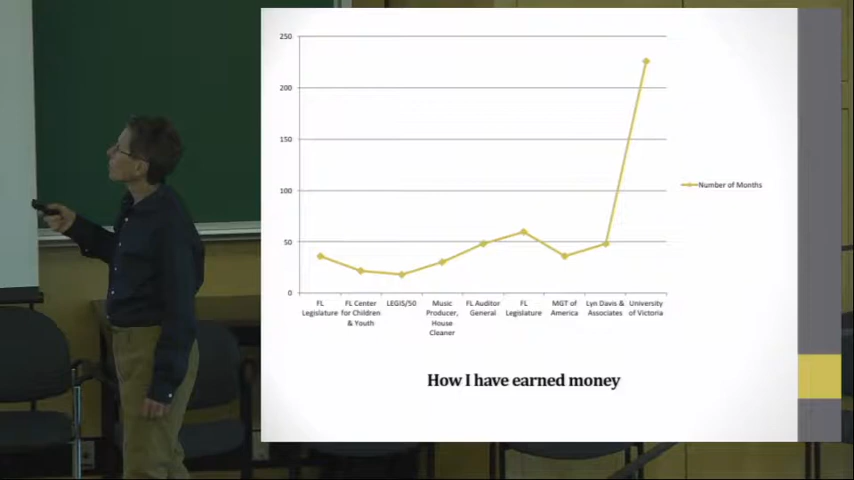 250
200
150
100
50
0
Number of Months
FL Legislature
FL Center for Children & Youth
LEGIS/50
Music Producer, House Cleaner
FL Auditor General
FL Legislature
MGT of America
Lyn Davis & Associates
University of Victoria
How I have earned money